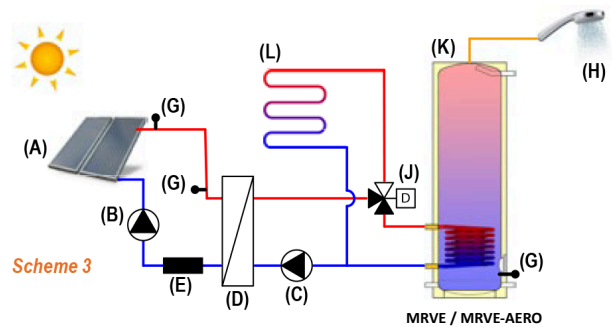 (L)
(K)
(H)
(G)
(A)
(J)
(G)
D
(B)
(G)
Scheme 3
(E)
(D)
(C)
MRVE / MRVE-AERO